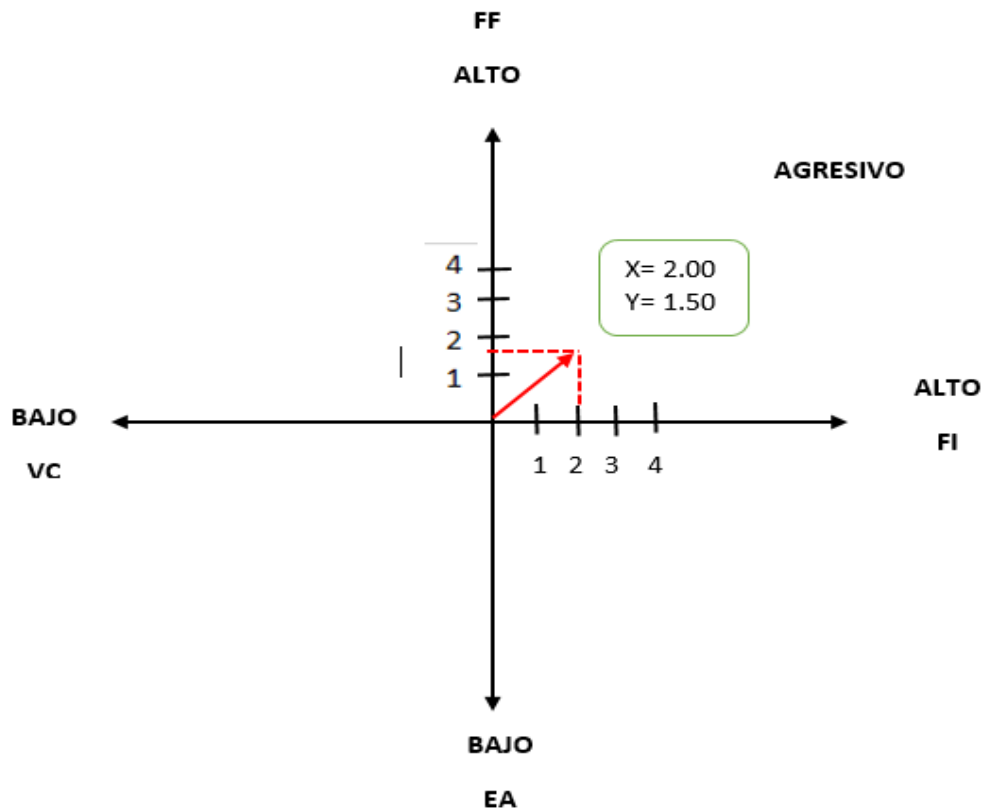 FF
ALTO
AGRESIVO
4
3
2
1
X= 2.00
Y= 1.50
ALTO
FI
BAJO
VC
1 2 3 4
BAJO
EA